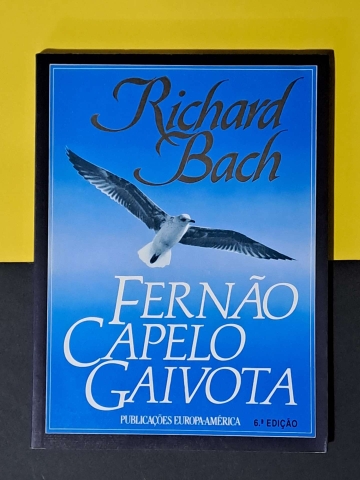 Richard
Bach
FERNÃO
CAPELO
GAIVOTA
PUBLICAÇÕES EUROPA-AMÉRICA
6.ª EDIÇÃO